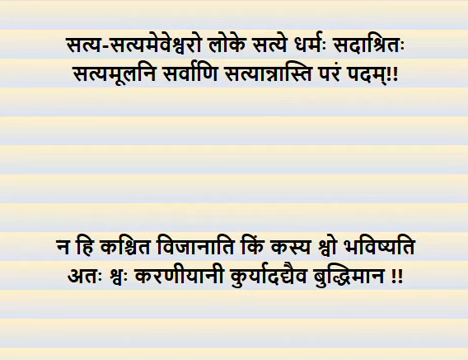 सत्य-सत्यमेवेश्वरो लोके सत्ये धर्मः सदाश्रितः
सत्यमूलनि सर्वाणि सत्यान्नास्ति परं पदम्!!
न हि कश्चित विजानाति किं कस्य श्वो भविष्यति
अतः श्वः करणीयानी कुर्यादद्यैव बुद्धिमान !!